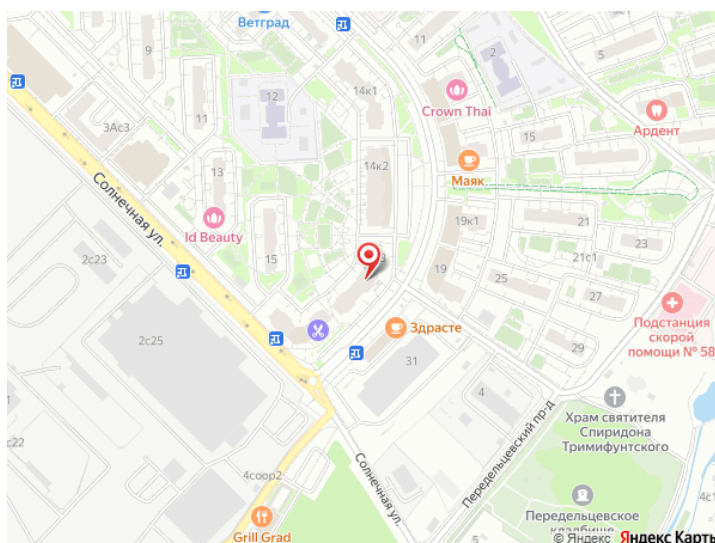 Ветград
9
11
2
5
14к1
12
Crown Thai
Ардент
3Ас3
11
15
14к2
Маяк
13
Солнечная ул.
Id Beauty
19к1
21
23
2с23
15
21с1
19
25
27
Подстанция
скорой
помощи № 58
2с25
Здрасте
29
31
4
Храм святителя
Спиридона
Тримифунтского
Передельцевский пр-д
4соор2
Солнечная ул.
Grill Grad
Передельцевское
кладбище
© Яндекс Яндекс Карты